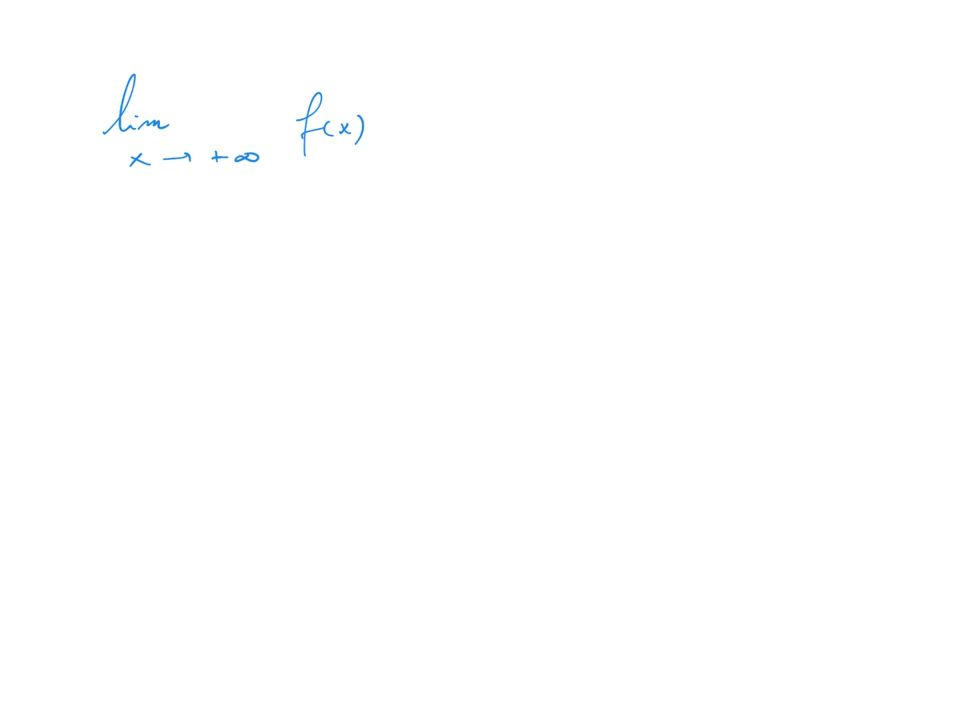 lim f(x)
x → +∞